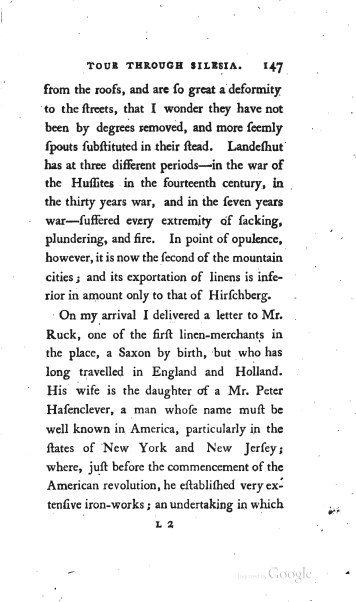 TOUR THROUGH SILESIA. 147
from the roofs, and are ſo great a deformity
to the ſtreets, that I wonder they have not
been by degrees removed, and more ſeemly
ſpouts ſubſtituted in their ſtead. Landeſhut
has at three different periods—in the war of
the Huſſites in the fourteenth century, in
the thirty years war, and in the ſeven years
war—ſuffered every extremity of ſacking,
plundering, and fire. In point of opulence,
however, it is now the ſecond of the mountain
cities; and its exportation of linens is infe-
rior in amount only to that of Hirſchberg.
On my arrival I delivered a letter to Mr.
Ruck, one of the firſt linen-merchants in
the place, a Saxon by birth, but who has
long travelled in England and Holland.
His wife is the daughter of a Mr. Peter
Haſenclever, a man whoſe name muſt be
well known in America, particularly in the
ſtates of New York and New Jerſey;
where, juſt before the commencement of the
American revolution, he eſtabliſhed very ex-
tenſive iron-works; an undertaking in which
L 2
Digitized by Google